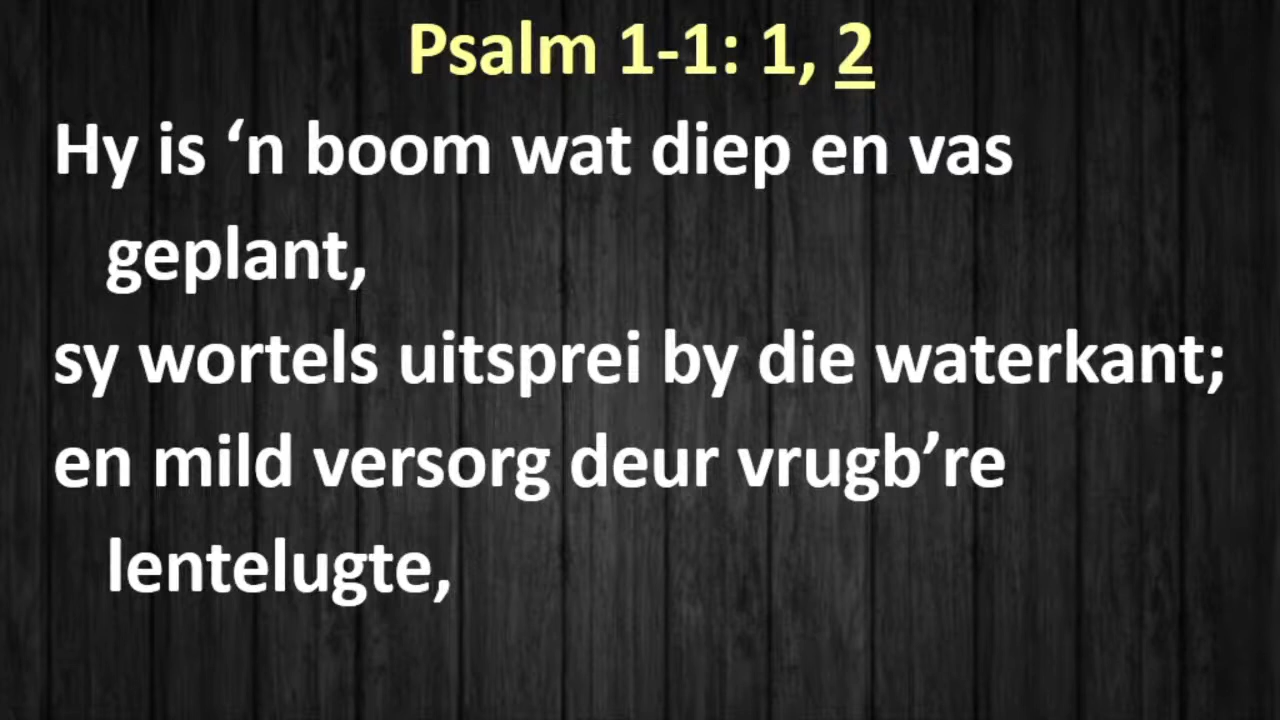 Psalm 1-1: 1, 2
Hy is ‘n boom wat diep en vas
geplant,
sy wortels uitsprei by die waterkant;
en mild versorg deur vrugb’re
lentelugte,